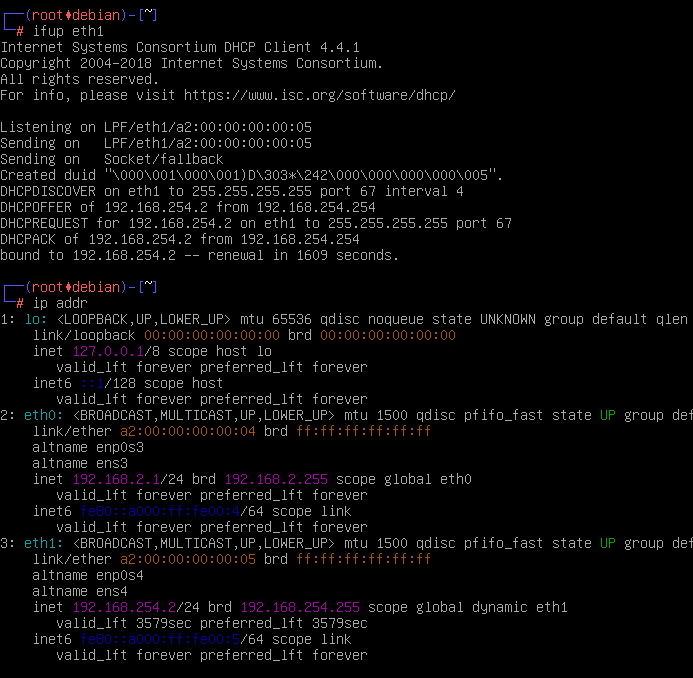 ┌──(root♦debian)-[~]
└─# ifup eth1
Internet Systems Consortium DHCP Client 4.4.1
Copyright 2004-2018 Internet Systems Consortium.
All rights reserved.
For info, please visit https://www.isc.org/software/dhcp/
Listening on LPF/eth1/a2:00:00:00:00:05
Sending on   LPF/eth1/a2:00:00:00:00:05
Sending on   Socket/fallback
Created duid "\000\001\000\001)D\303*\242\000\000\000\000\005".
DHCPDISCOVER on eth1 to 255.255.255.255 port 67 interval 4
DHCPOFFER of 192.168.254.2 from 192.168.254.254
DHCPREQUEST for 192.168.254.2 on eth1 to 255.255.255.255 port 67
DHCPACK of 192.168.254.2 from 192.168.254.254
bound to 192.168.254.2 -- renewal in 1609 seconds.
┌──(root♦debian)-[~]
└─# ip addr
1: lo: <LOOPBACK,UP,LOWER_UP> mtu 65536 qdisc noqueue state UNKNOWN group default qlen
    link/loopback 00:00:00:00:00:00 brd 00:00:00:00:00:00
    inet 127.0.0.1/8 scope host lo
       valid_lft forever preferred_lft forever
    inet6 ::1/128 scope host
       valid_lft forever preferred_lft forever
2: eth0: <BROADCAST,MULTICAST,UP,LOWER_UP> mtu 1500 qdisc pfifo_fast state UP group def
    link/ether a2:00:00:00:00:04 brd ff:ff:ff:ff:ff:ff
    altname enp0s3
    altname ens3
    inet 192.168.2.1/24 brd 192.168.2.255 scope global eth0
       valid_lft forever preferred_lft forever
    inet6 fe80::a000:ff:fe00:4/64 scope link
       valid_lft forever preferred_lft forever
3: eth1: <BROADCAST,MULTICAST,UP,LOWER_UP> mtu 1500 qdisc pfifo_fast state UP group def
    link/ether a2:00:00:00:00:05 brd ff:ff:ff:ff:ff:ff
    altname enp0s4
    altname ens4
    inet 192.168.254.2/24 brd 192.168.254.255 scope global dynamic eth1
       valid_lft 3579sec preferred_lft 3579sec
    inet6 fe80::a000:ff:fe00:5/64 scope link
       valid_lft forever preferred_lft forever